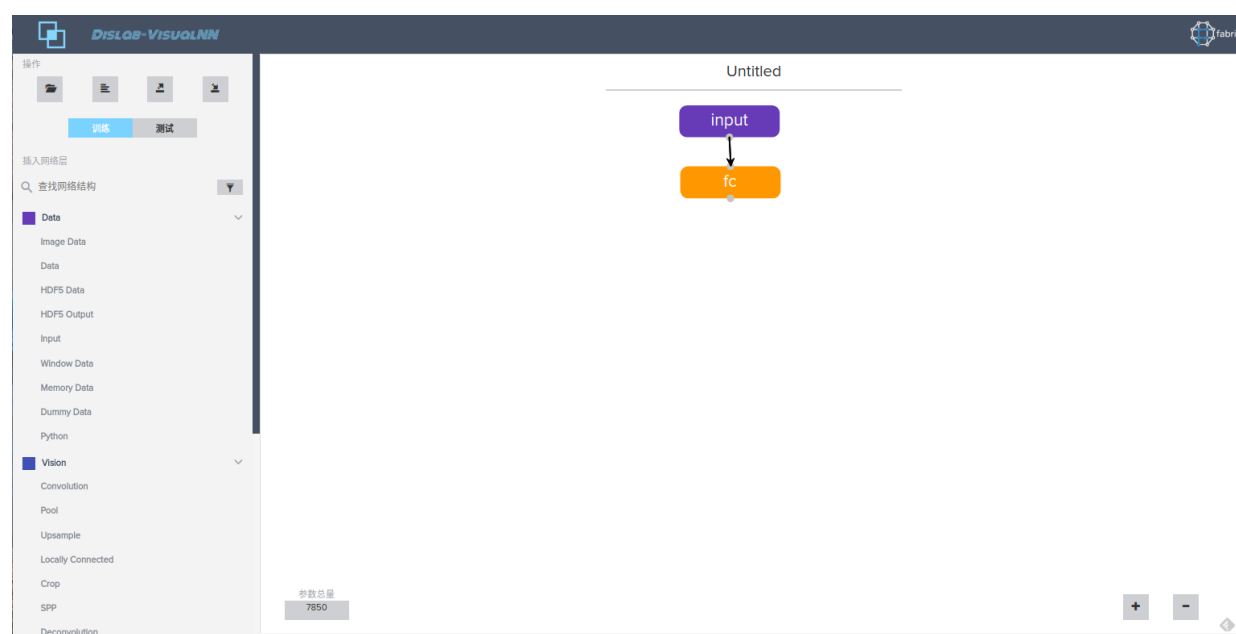 DISLAB-VISUALNN
fabri
操作
训练 测试
插入网络层
查找网络结构
Data
Image Data
Data
HDF5 Data
HDF5 Output
Input
Window Data
Memory Data
Dummy Data
Python
Vision
Convolution
Pool
Upsample
Locally Connected
Crop
SPP
Deconvolution
Untitled
input
fc
参数总量
7850
+ -